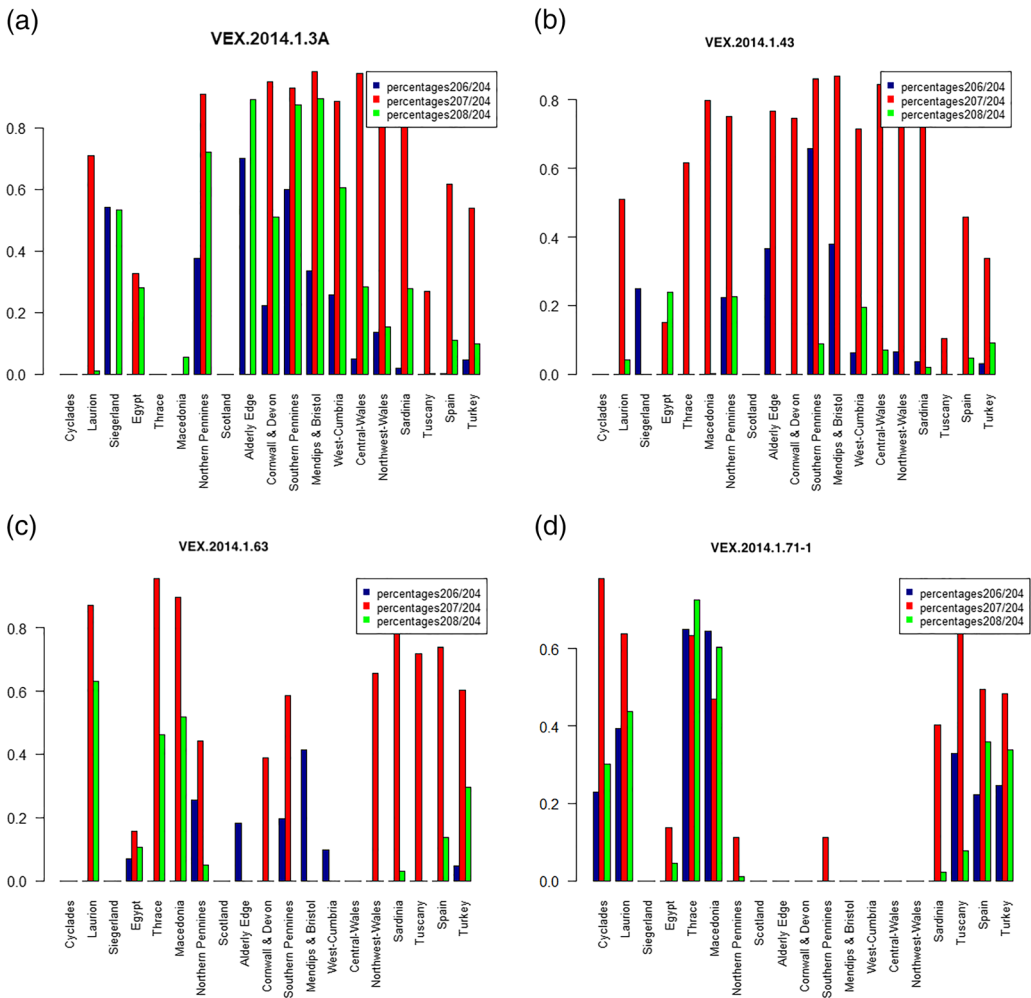 (a)
VEX.2014.1.3A
percentages206/204
percentages207/204
percentages208/204
0.8
0.6
0.4
0.2
0.0
Cyclades
Laurion
Siegerland
Egypt
Thrace
Macedonia
Northern Pennines
Scotland
Alderly Edge
Cornwall & Devon
Southern Pennines
Mendips & Bristol
West-Cumbria
Central-Wales
Northwest-Wales
Sardinia
Tuscany
Spain
Turkey
(b)
VEX.2014.1.43
percentages206/204
percentages207/204
percentages208/204
0.8
0.6
0.4
0.2
0.0
Cyclades
Laurion
Siegerland
Egypt
Thrace
Macedonia
Northern Pennines
Scotland
Alderly Edge
Cornwall & Devon
Southern Pennines
Mendips & Bristol
West-Cumbria
Central-Wales
Northwest-Wales
Sardinia
Tuscany
Spain
Turkey
(c)
VEX.2014.1.63
percentages206/204
percentages207/204
percentages208/204
0.8
0.6
0.4
0.2
0.0
Cyclades
Laurion
Siegerland
Egypt
Thrace
Macedonia
Northern Pennines
Scotland
Alderly Edge
Cornwall & Devon
Southern Pennines
Mendips & Bristol
West-Cumbria
Central-Wales
Northwest-Wales
Sardinia
Tuscany
Spain
Turkey
(d)
VEX.2014.1.71-1
percentages206/204
percentages207/204
percentages208/204
0.6
0.4
0.2
0.0
Cyclades
Laurion
Siegerland
Egypt
Thrace
Macedonia
Northern Pennines
Scotland
Alderly Edge
Cornwall & Devon
Southern Pennines
Mendips & Bristol
West-Cumbria
Central-Wales
Northwest-Wales
Sardinia
Tuscany
Spain
Turkey